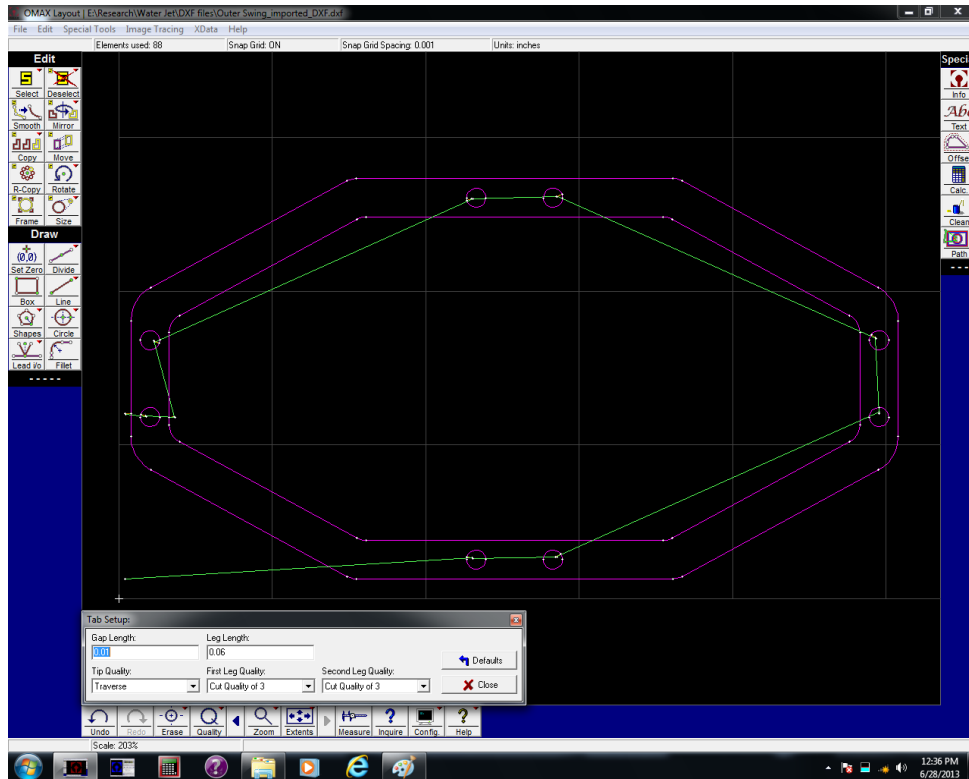 OMAX Layout | E:\Research\Water Jet\DXF files\Outer Swing_imported_DXF.dxf
File Edit Special Tools Image Tracing XData Help
Elements used: 88 Snap Grid: ON Snap Grid Spacing: 0.001 Units: inches
Edit
Select Deselect
Smooth Mirror
Copy Move
R-Copy Rotate
Frame Size
Draw
(0,0)
Set Zero Divide
Box Line
Shapes Circle
Lead i/o Fillet
-----
Speci
Info
Abc
Text
Offse
Calc.
Clean
Path
---
Tab Setup:
Gap Length: Leg Length:
0.01 0.06
Defaults
Tip Quality: First Leg Quality: Second Leg Quality:
Traverse Cut Quality of 3 Cut Quality of 3
Close
Undo Redo Erase Quality Zoom Extents Measure Inquire Config. Help
Scale: 203%
12:36 PM
6/28/2013